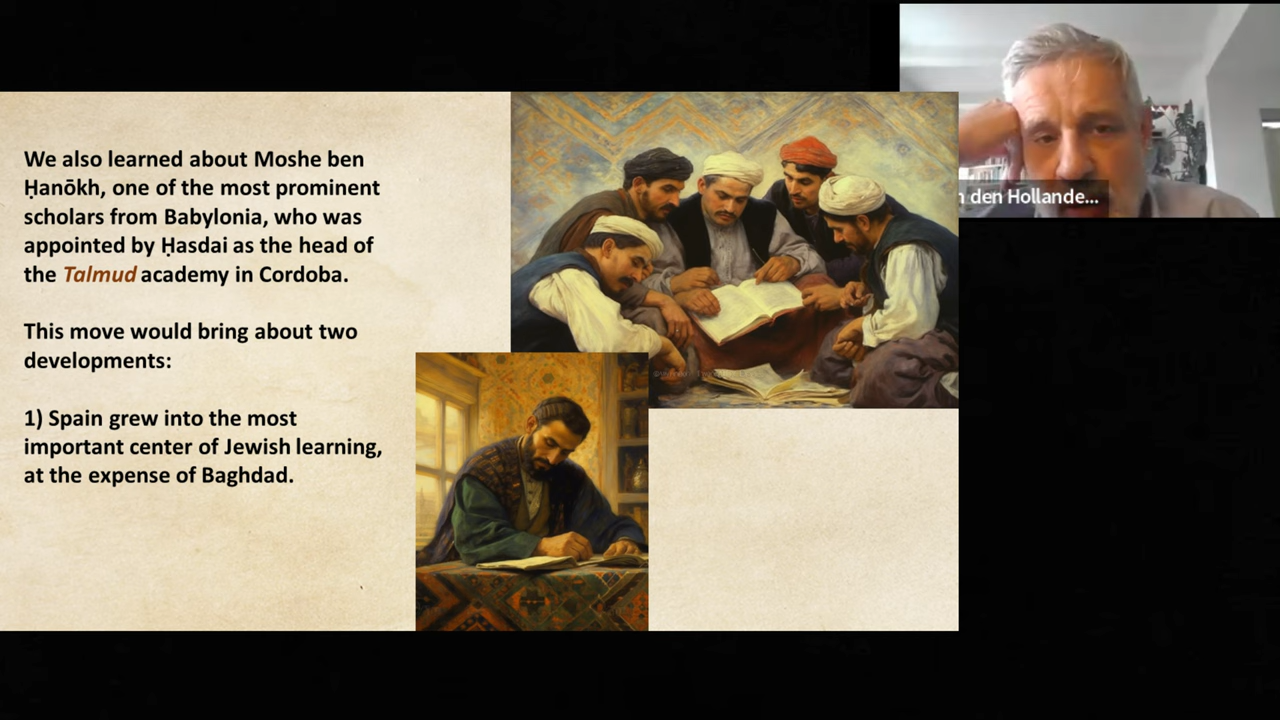 We also learned about Moshe ben
Ḥanōkh, one of the most prominent
scholars from Babylonia, who was
appointed by Ḥasdai as the head of
the Talmud academy in Cordoba.
This move would bring about two
developments:
1) Spain grew into the most
important center of Jewish learning,
at the expense of Baghdad.
den Hollande...